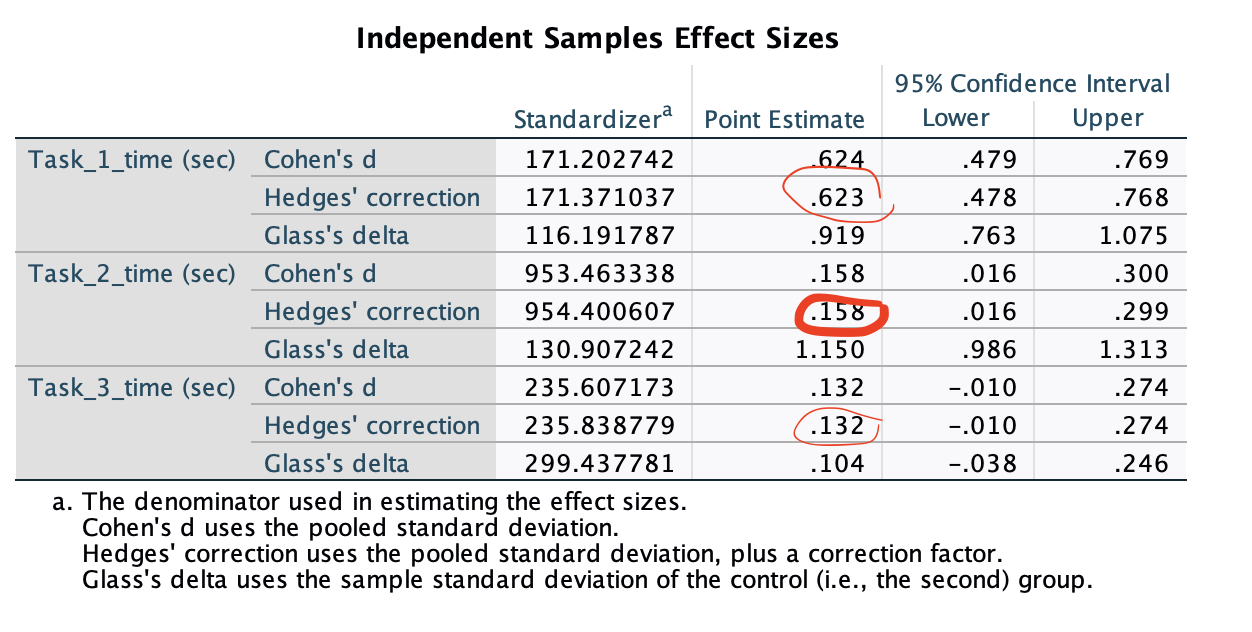 Independent Samples Effect Sizes
95% Confidence Interval
Standardizerᵃ Point Estimate Lower Upper
Task_1_time (sec) Cohen's d 171.202742 .624 .479 .769
Hedges' correction 171.371037 .623 .478 .768
Glass's delta 116.191787 .919 .763 1.075
Task_2_time (sec) Cohen's d 953.463338 .158 .016 .300
Hedges' correction 954.400607 .158 .016 .299
Glass's delta 130.907242 1.150 .986 1.313
Task_3_time (sec) Cohen's d 235.607173 .132 -.010 .274
Hedges' correction 235.838779 .132 -.010 .274
Glass's delta 299.437781 .104 -.038 .246
a. The denominator used in estimating the effect sizes.
Cohen's d uses the pooled standard deviation.
Hedges' correction uses the pooled standard deviation, plus a correction factor.
Glass's delta uses the sample standard deviation of the control (i.e., the second) group.